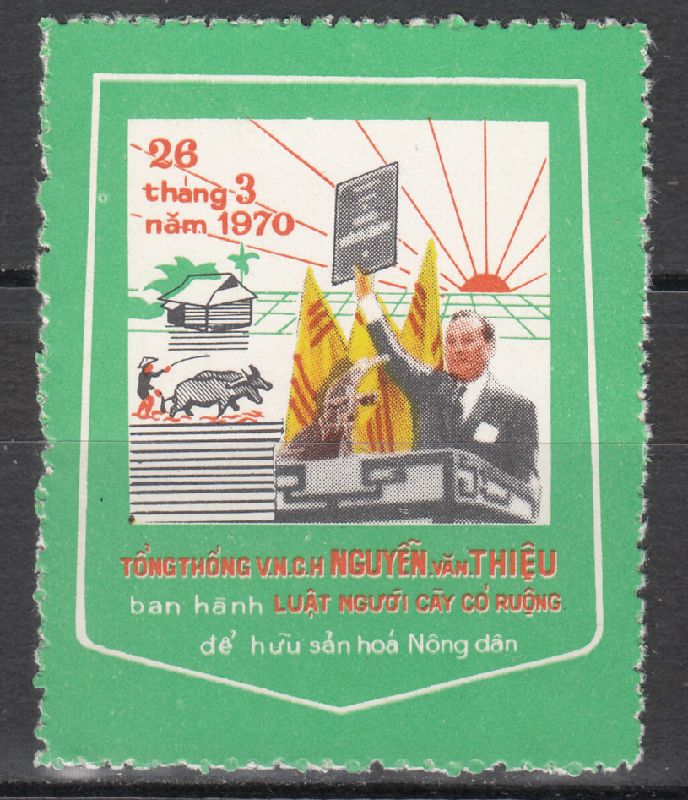 26
tháng 3
năm 1970
TỔNG THỐNG V.N.C.H NGUYỄN.VĂN.THIỆU
ban hành LUẬT NGƯỜI CÀY CÓ RUỘNG
để hữu sản hoá Nông dân